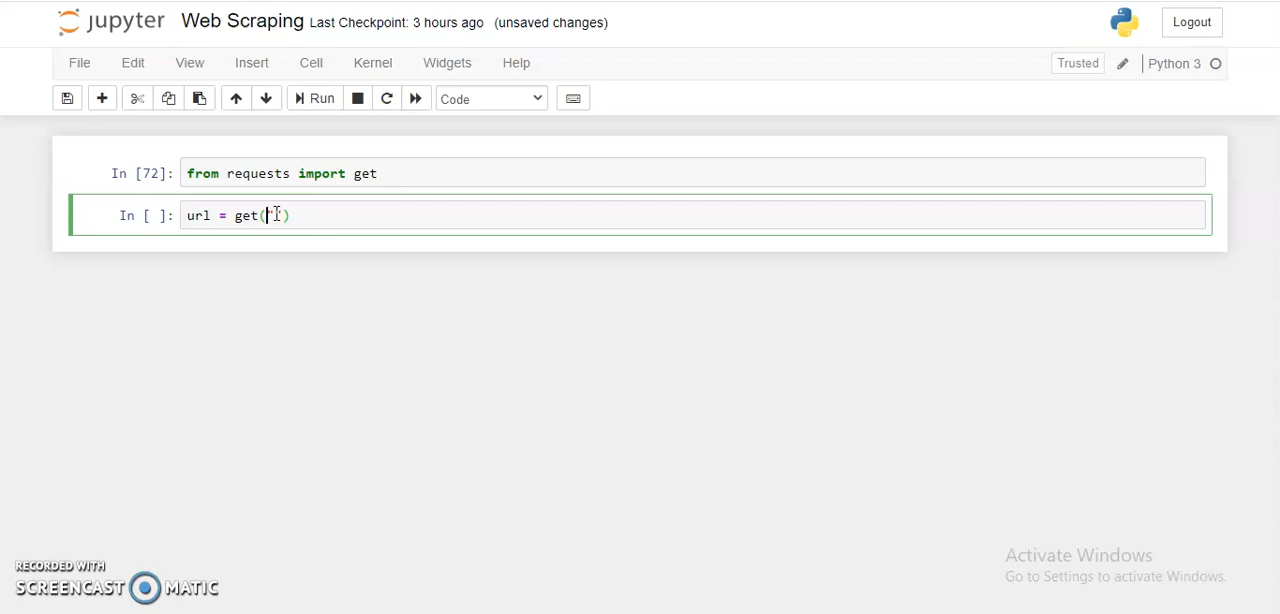 jupyter Web Scraping Last Checkpoint: 3 hours ago (unsaved changes) Logout
File Edit View Insert Cell Kernel Widgets Help Trusted Python 3
Run Code
In [72]: from requests import get
In [ ]: url = get("")
Activate Windows
Go to Settings to activate Windows.
RECORDED WITH
SCREENCAST MATIC